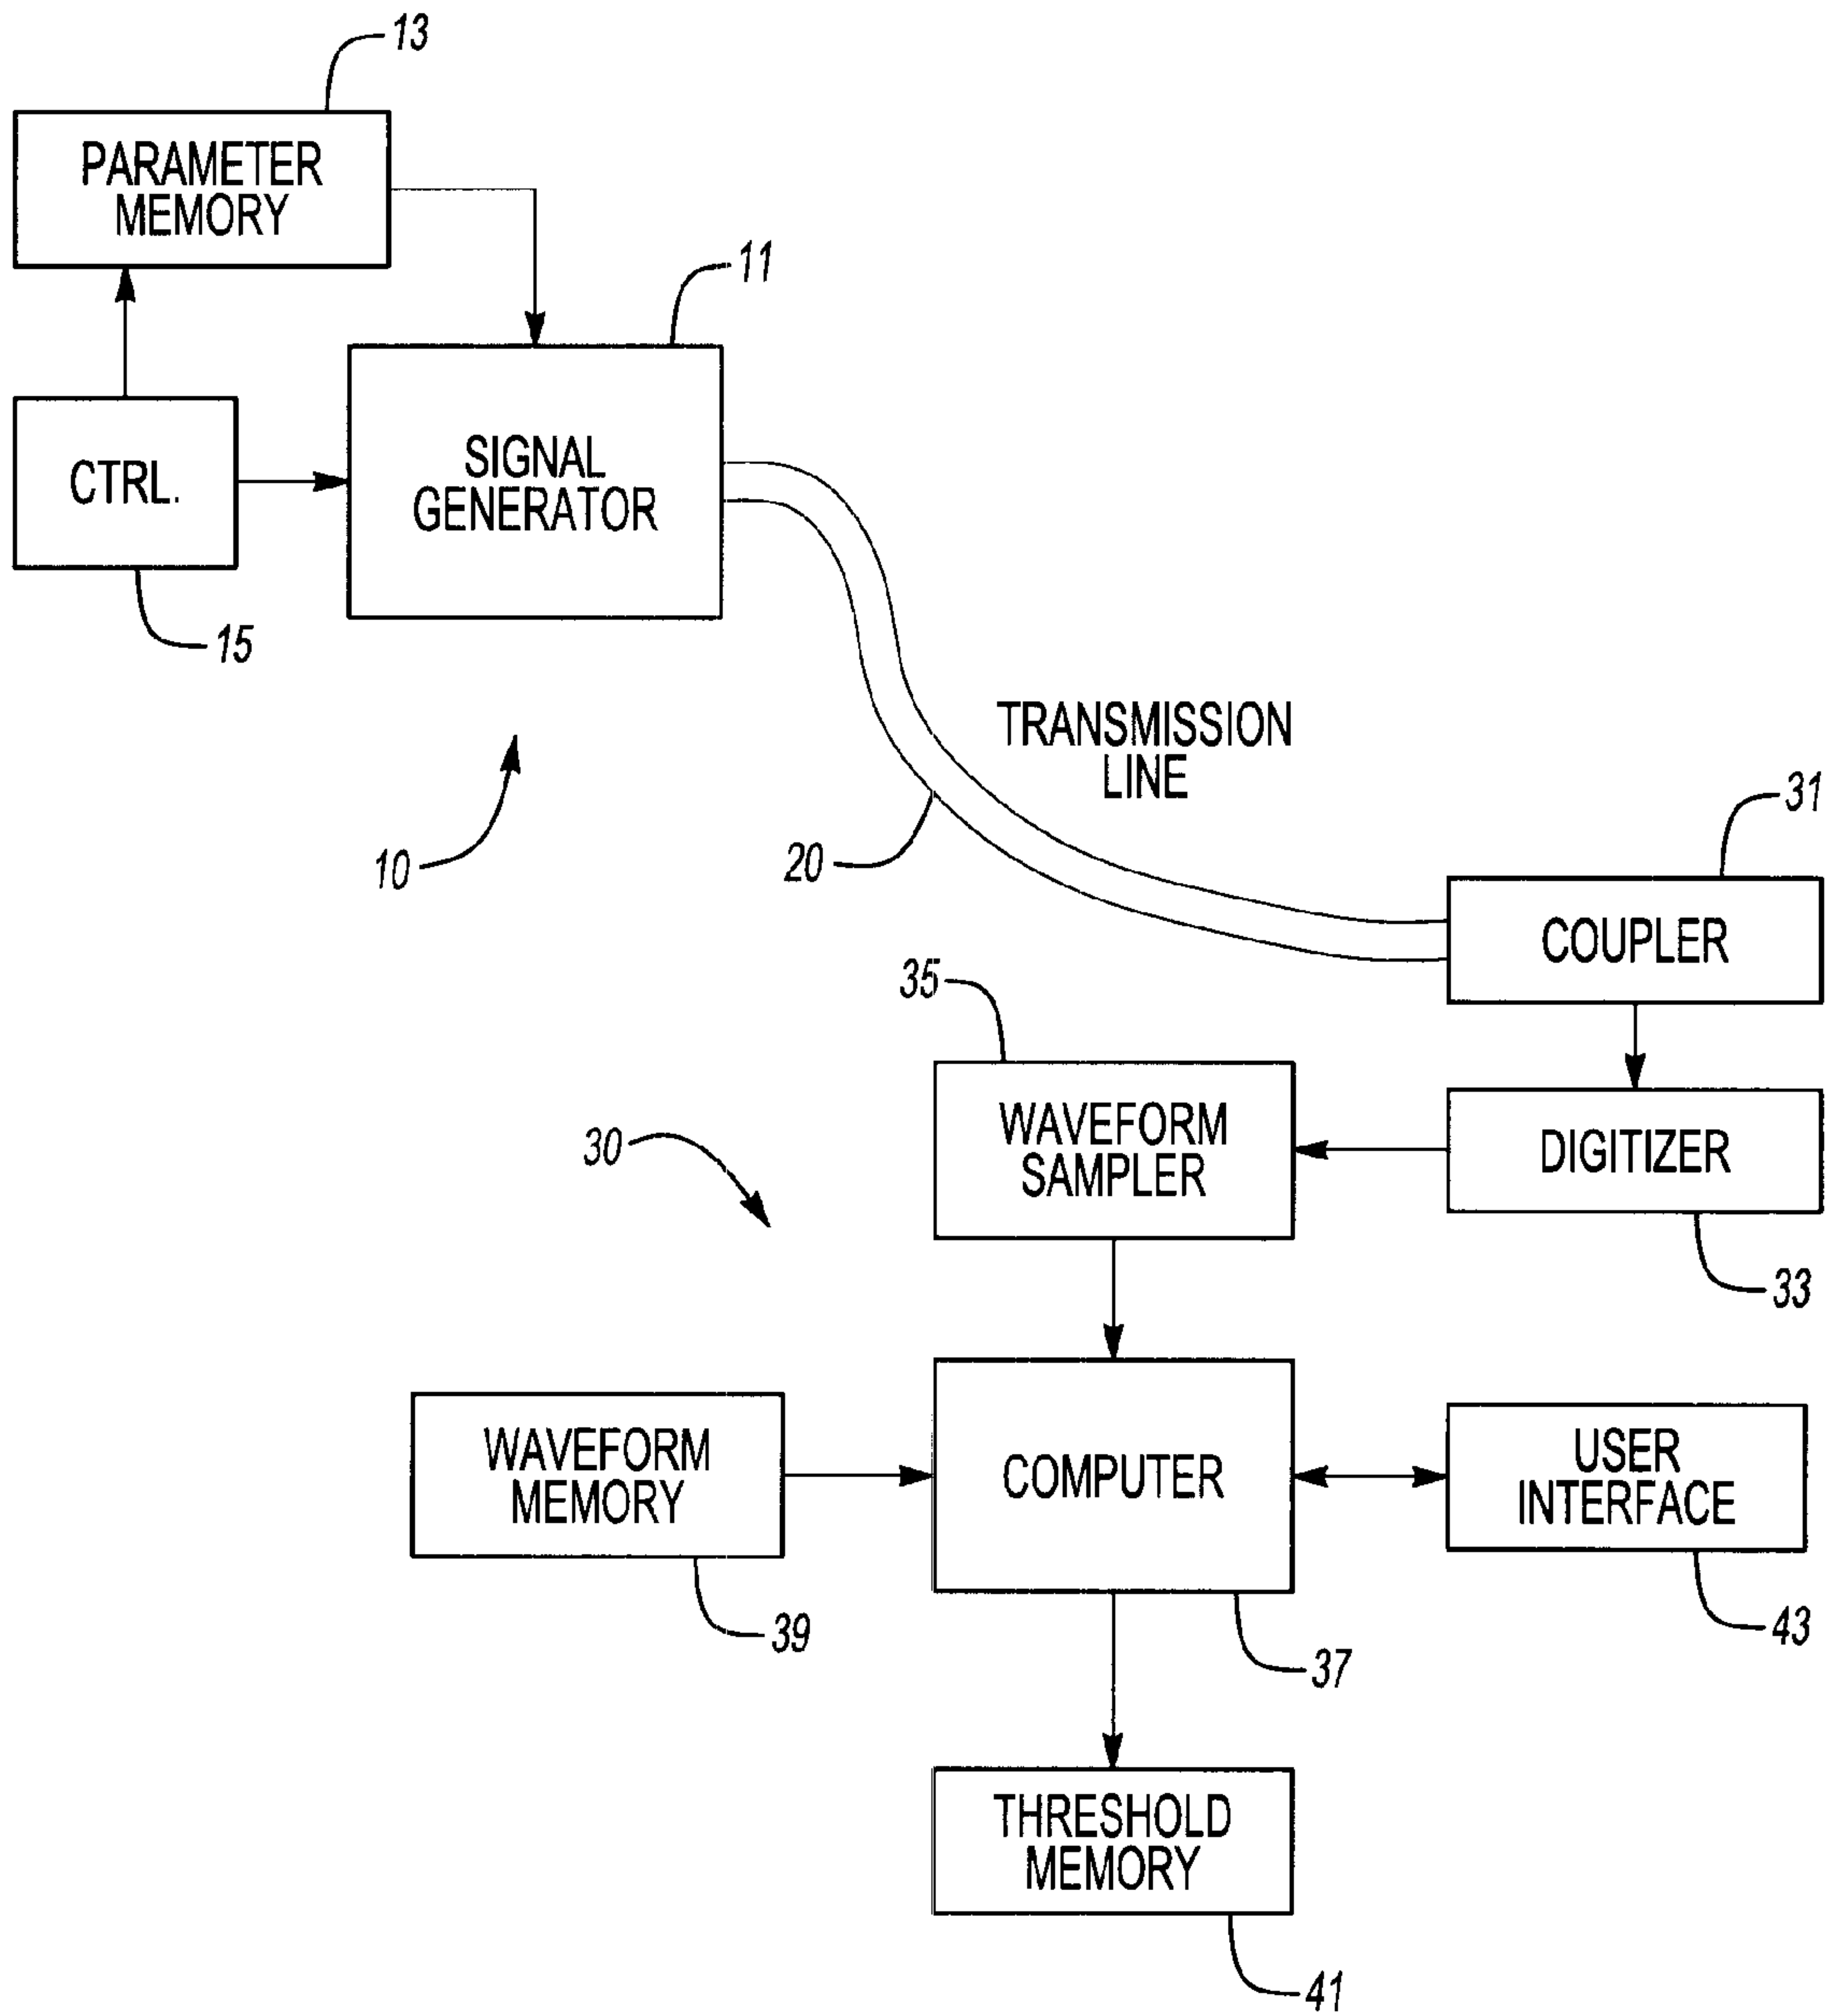 13
PARAMETER
MEMORY
11
SIGNAL
GENERATOR
CTRL.
15
TRANSMISSION
LINE
10
20
31
COUPLER
35
WAVEFORM
SAMPLER
30
DIGITIZER
33
WAVEFORM
MEMORY
COMPUTER
USER
INTERFACE
39
37
43
THRESHOLD
MEMORY
41